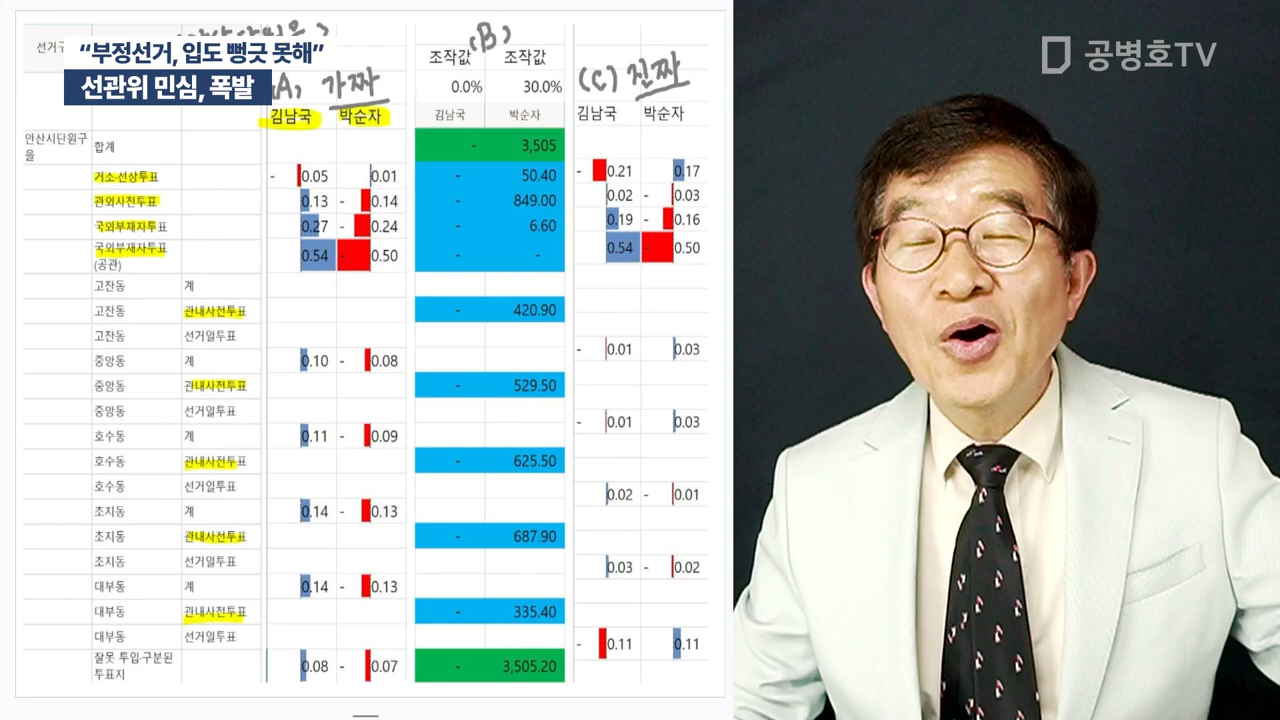 “부정선거, 입도 뻥긋 못해”
선관위 민심, 폭발
공병호TV
(B)
선거구
조작값 조작값
(A) 가짜
0.0% 30.0%
(C) 진짜
김남국 박순자 김남국 박순자 김남국 박순자
안산시단원구을 합계 - 3,505
거소·선상투표 - 0.05 0.01 - 50.40 - 0.21 0.17
관외사전투표 0.13 - 0.14 - 849.00 0.02 - 0.03
국외부재자투표 0.27 - 0.24 - 6.60 0.19 - 0.16
국외부재자투표(공관) 0.54 - 0.50 - - 0.54 - 0.50
고잔동 계
고잔동 관내사전투표 - 420.90
고잔동 선거일투표
중앙동 계 0.10 - 0.08 - 0.01 0.03
중앙동 관내사전투표 - 529.50
중앙동 선거일투표
호수동 계 0.11 - 0.09 - 0.01 0.03
호수동 관내사전투표 - 625.50
호수동 선거일투표
초지동 계 0.14 - 0.13 0.02 - 0.01
초지동 관내사전투표 - 687.90
초지동 선거일투표
대부동 계 0.14 - 0.13 0.03 - 0.02
대부동 관내사전투표 - 335.40
대부동 선거일투표
잘못 투입·구분된 투표지 0.08 - 0.07 - 3,505.20 - 0.11 0.11